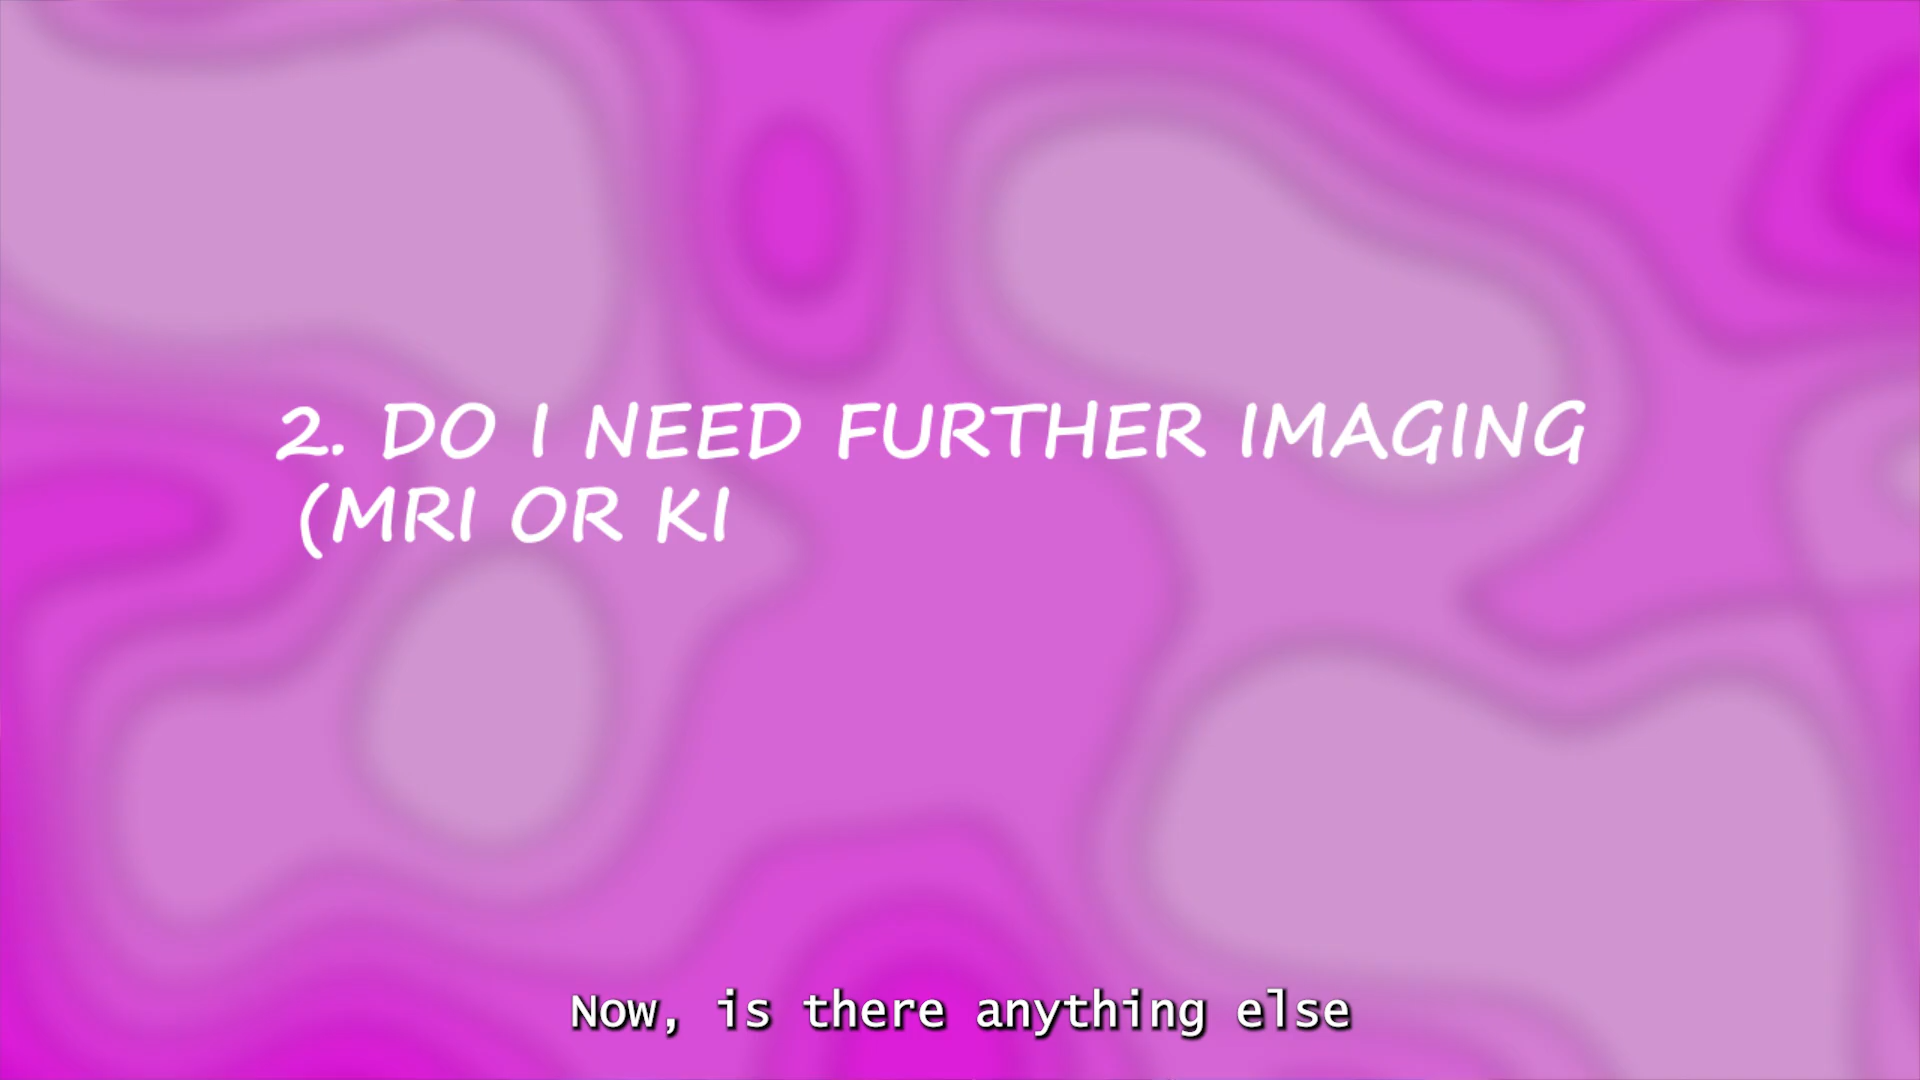 2. DO I NEED FURTHER IMAGING
(MRI OR KI
Now, is there anything else